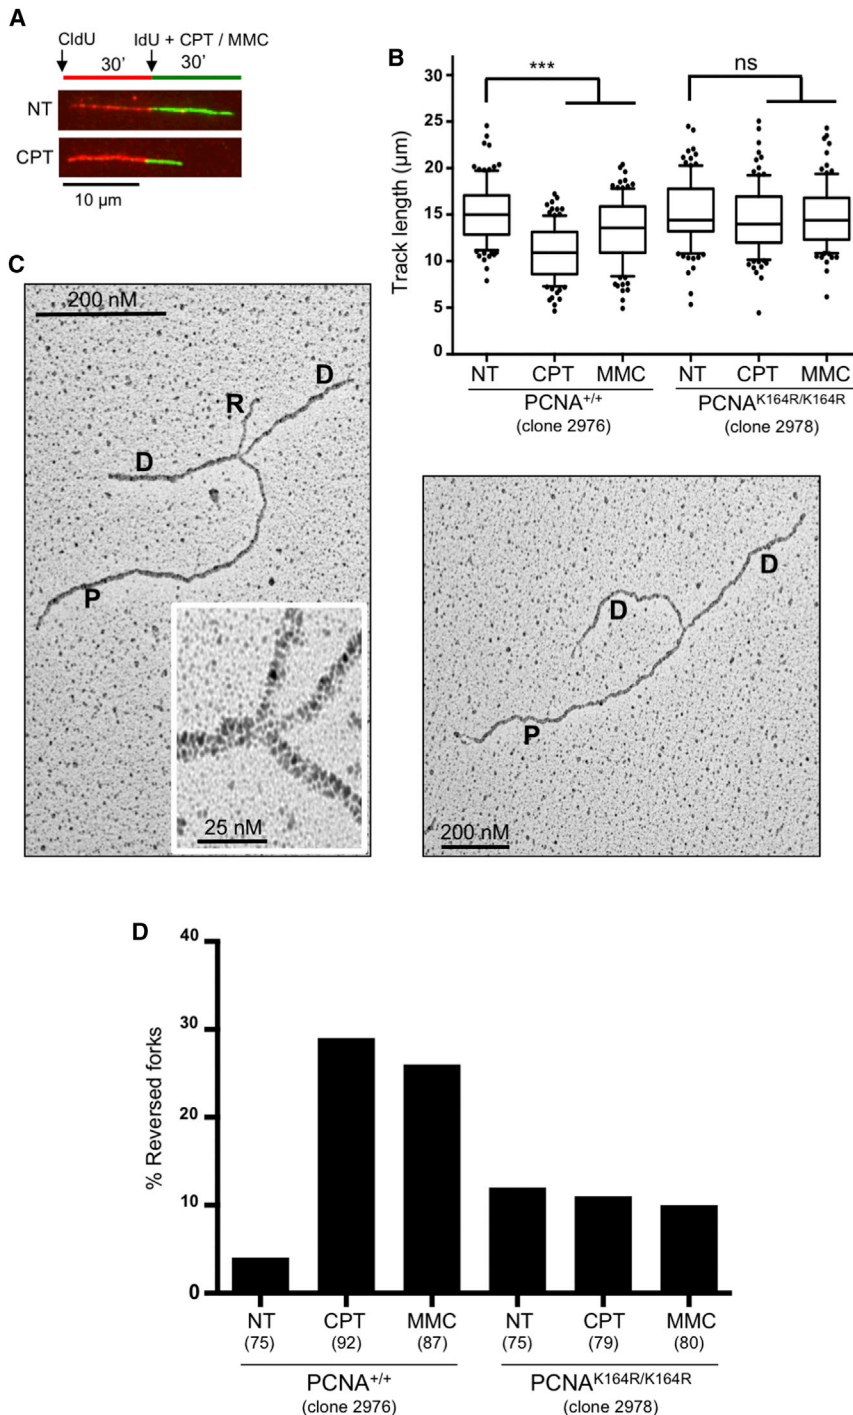 A
CldU
IdU + CPT / MMC
30’
30’
NT
CPT
10 µm
B
***
ns
Track length (µm)
30
25
20
15
10
5
0
NT CPT MMC NT CPT MMC
PCNA+/+ PCNAK164R/K164R
(clone 2976) (clone 2978)
C
200 nM
D
R
D
P
25 nM
D
D
P
200 nM
D
% Reversed forks
40
30
20
10
0
NT CPT MMC NT CPT MMC
(75) (92) (87) (75) (79) (80)
PCNA+/+ PCNAK164R/K164R
(clone 2976) (clone 2978)